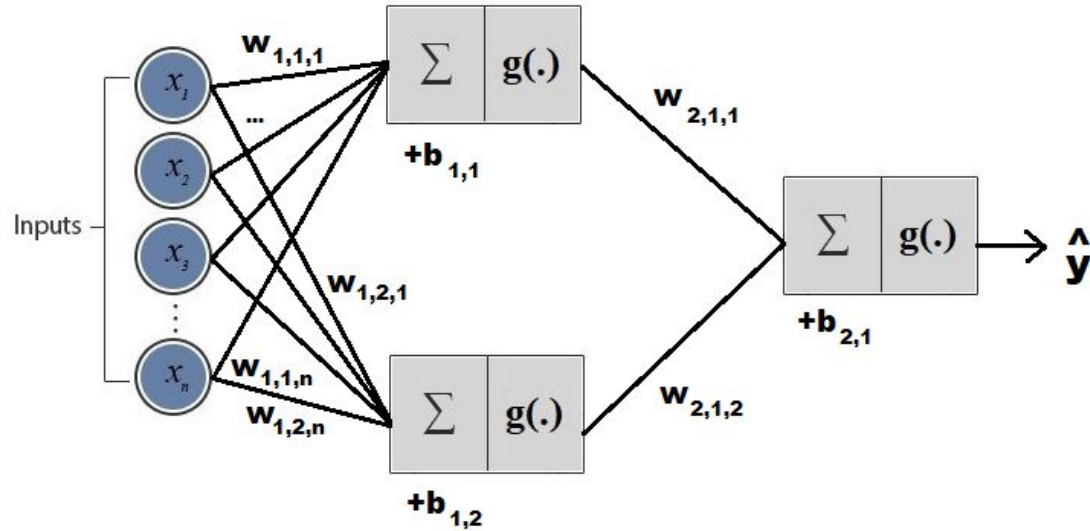 Inputs
x₁
x₂
x₃
xₙ
w₁,₁,₁
...
w₁,₂,₁
w₁,₁,ₙ
w₁,₂,ₙ
∑ g(.)
+b₁,₁
∑ g(.)
+b₁,₂
w₂,₁,₁
w₂,₁,₂
∑ g(.)
+b₂,₁
ŷ